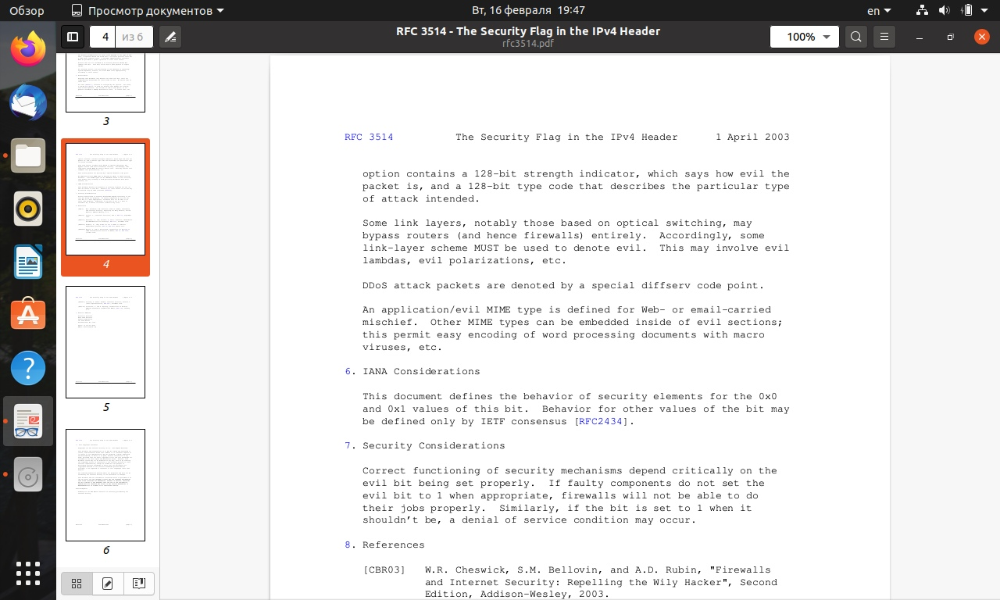 Обзор
Просмотр документов
Вт, 16 февраля 19:47
en
4
из 6
RFC 3514 - The Security Flag in the IPv4 Header
rfc3514.pdf
100%
3
4
5
6
RFC 3514 The Security Flag in the IPv4 Header 1 April 2003
option contains a 128-bit strength indicator, which says how evil the
packet is, and a 128-bit type code that describes the particular type
of attack intended.
Some link layers, notably those based on optical switching, may
bypass routers (and hence firewalls) entirely. Accordingly, some
link-layer scheme MUST be used to denote evil. This may involve evil
lambdas, evil polarizations, etc.
DDoS attack packets are denoted by a special diffserv code point.
An application/evil MIME type is defined for Web- or email-carried
mischief. Other MIME types can be embedded inside of evil sections;
this permit easy encoding of word processing documents with macro
viruses, etc.
6. IANA Considerations
This document defines the behavior of security elements for the 0x0
and 0x1 values of this bit. Behavior for other values of the bit may
be defined only by IETF consensus [RFC2434].
7. Security Considerations
Correct functioning of security mechanisms depend critically on the
evil bit being set properly. If faulty components do not set the
evil bit to 1 when appropriate, firewalls will not be able to do
their jobs properly. Similarly, if the bit is set to 1 when it
shouldn't be, a denial of service condition may occur.
8. References
[CBR03] W.R. Cheswick, S.M. Bellovin, and A.D. Rubin, "Firewalls
and Internet Security: Repelling the Wily Hacker", Second
Edition, Addison-Wesley, 2003.